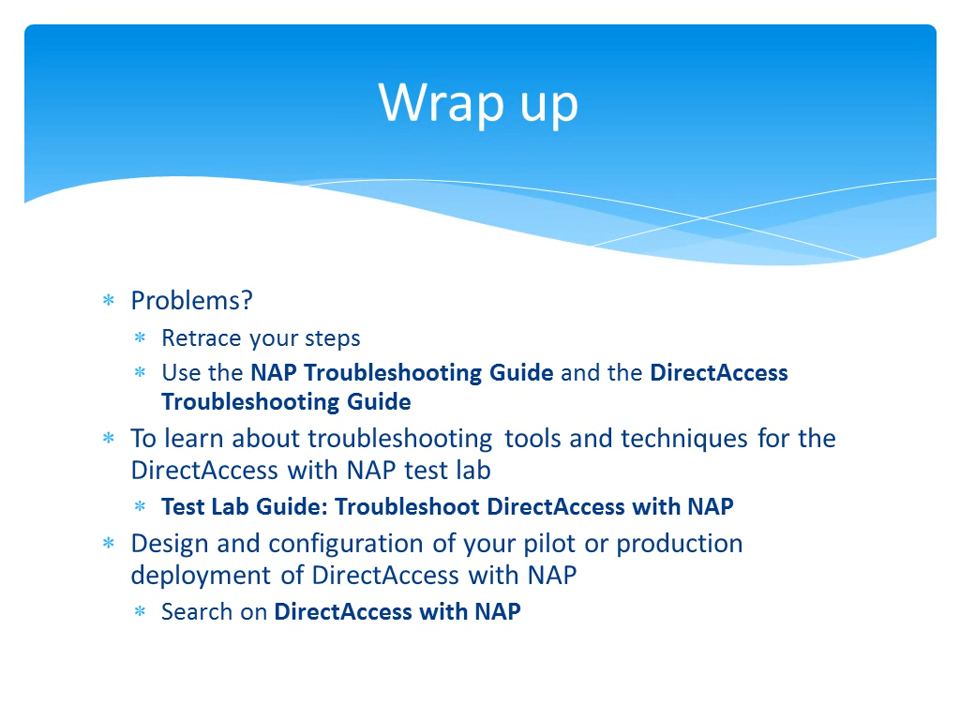 Wrap up
* Problems?
* Retrace your steps
* Use the NAP Troubleshooting Guide and the DirectAccess
Troubleshooting Guide
* To learn about troubleshooting tools and techniques for the
DirectAccess with NAP test lab
* Test Lab Guide: Troubleshoot DirectAccess with NAP
* Design and configuration of your pilot or production
deployment of DirectAccess with NAP
* Search on DirectAccess with NAP